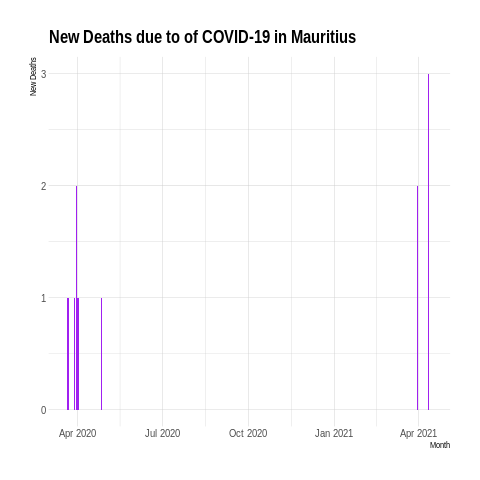 New Deaths due to of COVID-19 in Mauritius
New Deaths
3
2
1
0
Apr 2020 Jul 2020 Oct 2020 Jan 2021 Apr 2021
Month